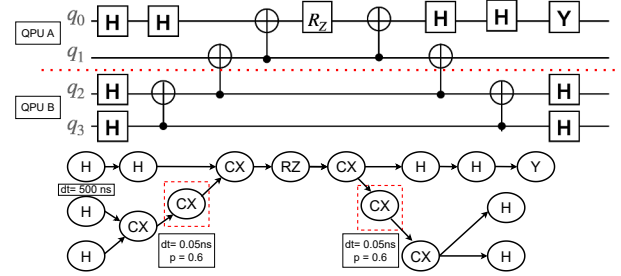 QPU A
q₀ H H R_Z H H Y
q₁
QPU B
q₂ H H
q₃ H H
H H CX RZ CX H H Y
dt= 500 ns
H CX CX CX H
H dt= 0.05ns dt= 0.05ns CX H
p = 0.6 p = 0.6